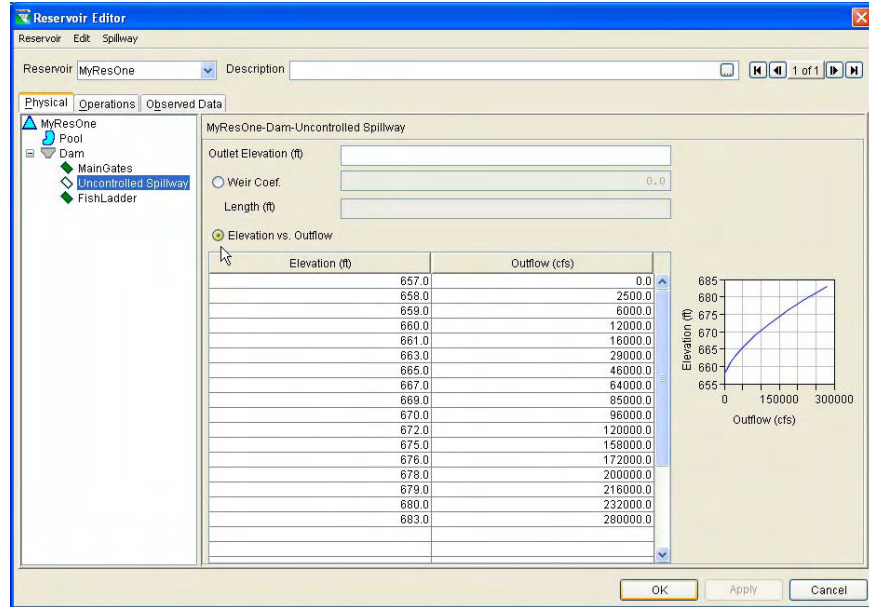 Reservoir Editor
Reservoir Edit Spillway
Reservoir MyResOne Description ... 1 of 1
Physical Operations Observed Data
MyResOne
Pool
Dam
MainGates
Uncontrolled Spillway
FishLadder
MyResOne-Dam-Uncontrolled Spillway
Outlet Elevation (ft)
Weir Coef. 0.0
Length (ft)
Elevation vs. Outflow
Elevation (ft) Outflow (cfs)
657.0 0.0
658.0 2500.0
659.0 6000.0
660.0 12000.0
661.0 16000.0
663.0 29000.0
665.0 46000.0
667.0 64000.0
669.0 85000.0
670.0 96000.0
672.0 120000.0
675.0 158000.0
676.0 172000.0
678.0 200000.0
679.0 216000.0
680.0 232000.0
683.0 280000.0
Elevation (ft)
685
680
675
670
665
660
655
0 150000 300000
Outflow (cfs)
OK Apply Cancel